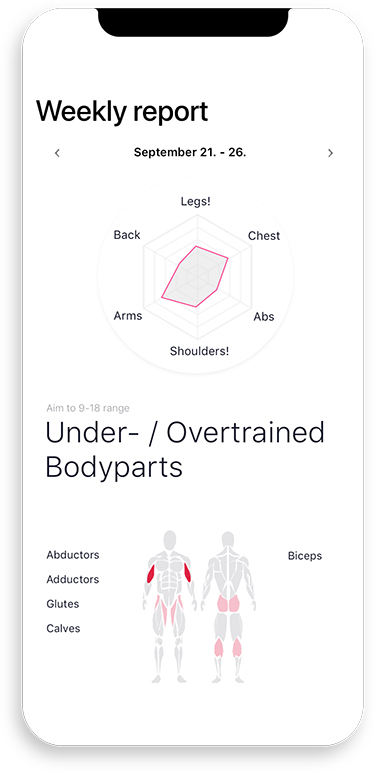 Weekly report
September 21. - 26.
Legs!
Back
Chest
Arms
Abs
Shoulders!
Aim to 9-18 range
Under- / Overtrained
Bodyparts
Abductors
Biceps
Adductors
Glutes
Calves